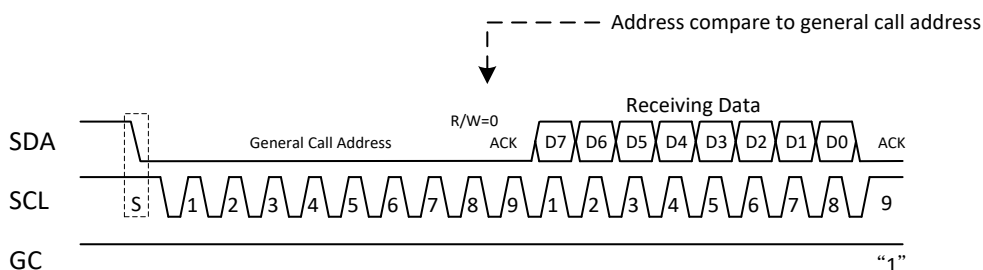 Address compare to general call address
Receiving Data
R/W=0
SDA General Call Address ACK D7 D6 D5 D4 D3 D2 D1 D0 ACK
SCL S 1 2 3 4 5 6 7 8 9 1 2 3 4 5 6 7 8 9
GC “1”